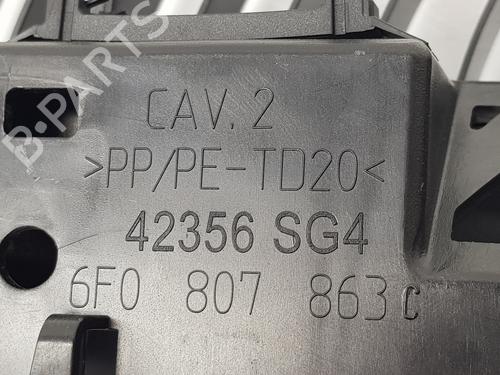 CAV. 2
>PP/PE-TD20<
42356 SG4
6F0 807 863 C
B-PARTS